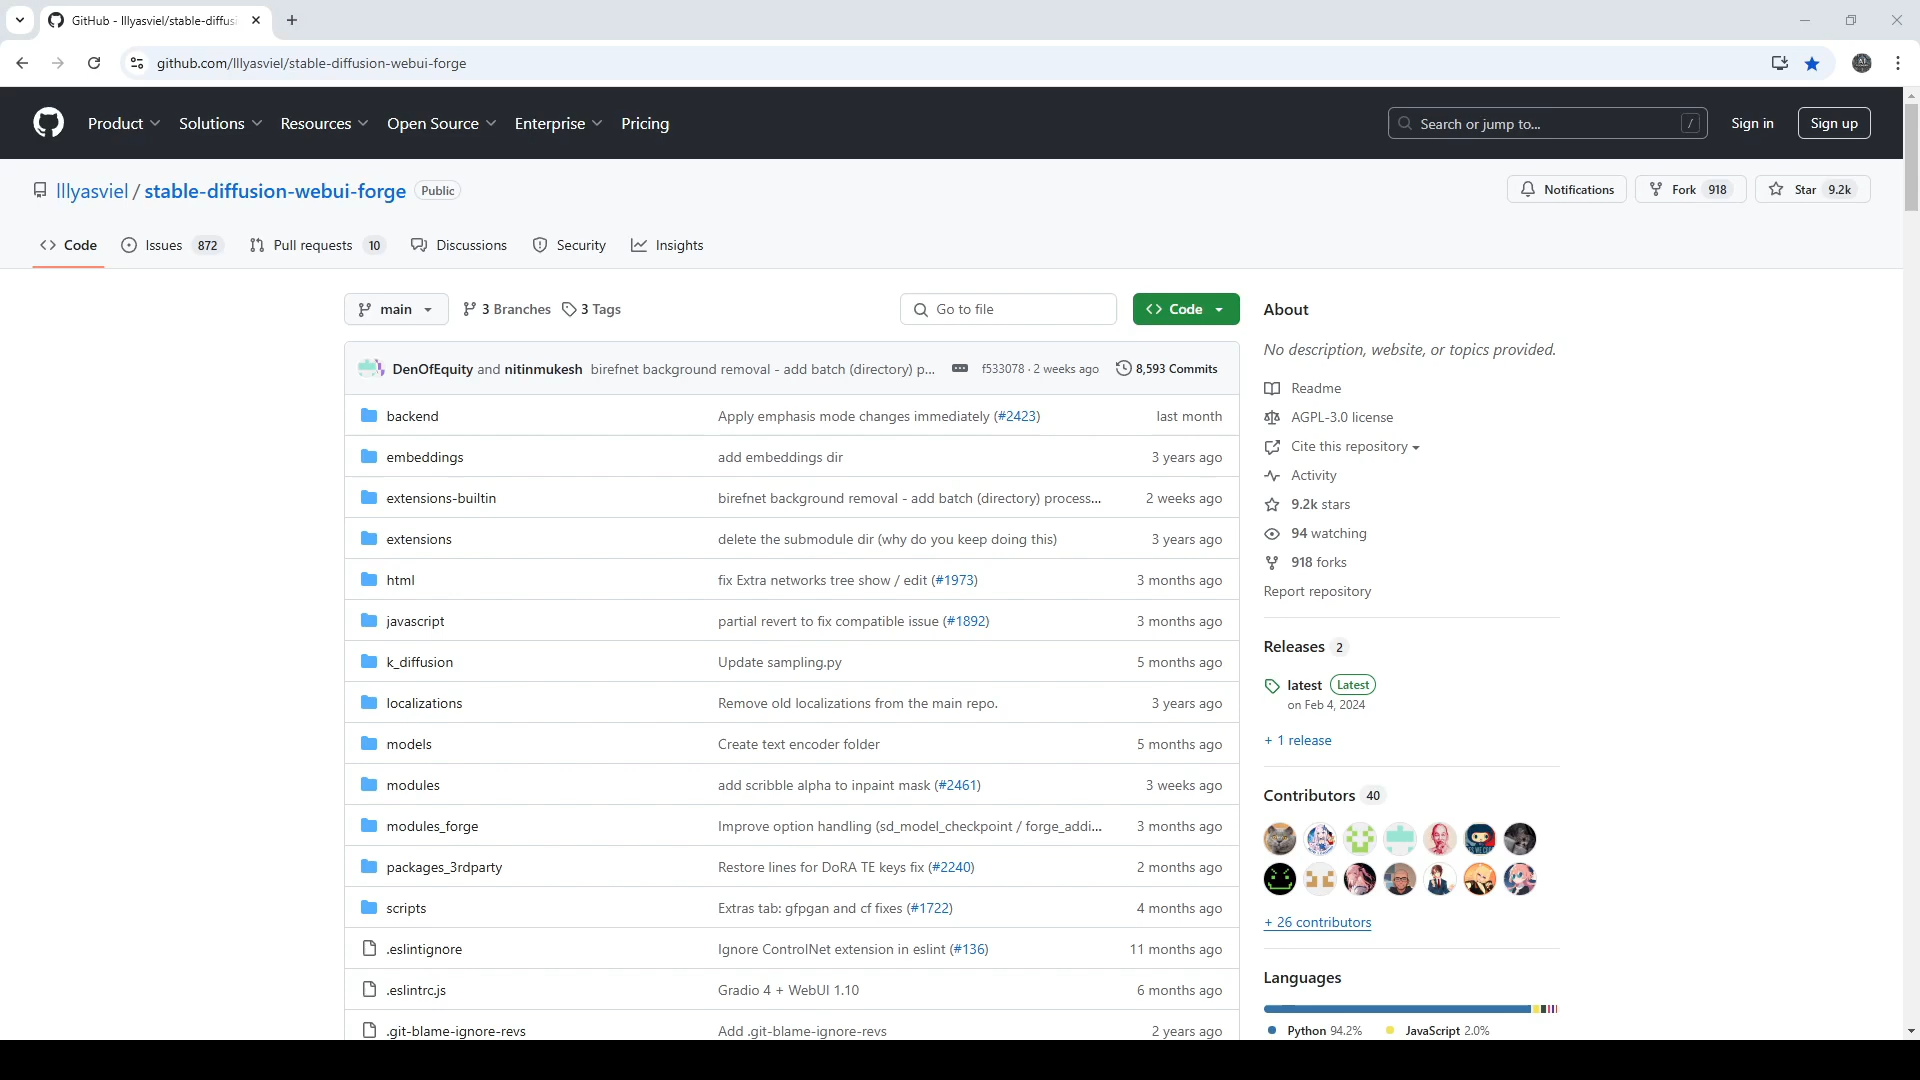 GitHub - lllyasviel/stable-diffusi
github.com/lllyasviel/stable-diffusion-webui-forge
Product Solutions Resources Open Source Enterprise Pricing
Search or jump to... /
Sign in
Sign up
lllyasviel / stable-diffusion-webui-forge Public
Notifications
Fork 918
Star 9.2k
Code
Issues 872
Pull requests 10
Discussions
Security
Insights
main
3 Branches
3 Tags
Go to file
Code
DenOfEquity and nitinmukesh birefnet background removal - add batch (directory) p... f533078 · 2 weeks ago 8,593 Commits
backend Apply emphasis mode changes immediately (#2423) last month
embeddings add embeddings dir 3 years ago
extensions-builtin birefnet background removal - add batch (directory) process... 2 weeks ago
extensions delete the submodule dir (why do you keep doing this) 3 years ago
html fix Extra networks tree show / edit (#1973) 3 months ago
javascript partial revert to fix compatible issue (#1892) 3 months ago
k_diffusion Update sampling.py 5 months ago
localizations Remove old localizations from the main repo. 3 years ago
models Create text encoder folder 5 months ago
modules add scribble alpha to inpaint mask (#2461) 3 weeks ago
modules_forge Improve option handling (sd_model_checkpoint / forge_addi... 3 months ago
packages_3rdparty Restore lines for DoRA TE keys fix (#2240) 2 months ago
scripts Extras tab: gfpgan and cf fixes (#1722) 4 months ago
.eslintignore Ignore ControlNet extension in eslint (#136) 11 months ago
.eslintrc.js Gradio 4 + WebUI 1.10 6 months ago
.git-blame-ignore-revs Add .git-blame-ignore-revs 2 years ago
About
No description, website, or topics provided.
Readme
AGPL-3.0 license
Cite this repository
Activity
9.2k stars
94 watching
918 forks
Report repository
Releases 2
latest Latest
on Feb 4, 2024
+ 1 release
Contributors 40
+ 26 contributors
Languages
Python 94.2% JavaScript 2.0%